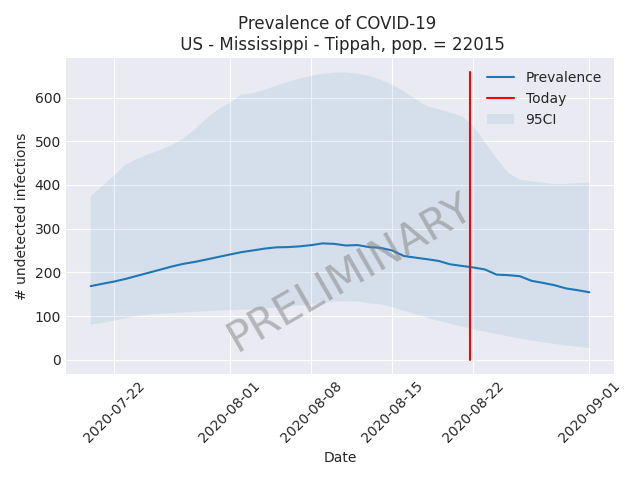 Prevalence of COVID-19
US - Mississippi - Tippah, pop. = 22015
Prevalence
Today
95CI
# undetected infections
600
500
400
300
200
100
0
PRELIMINARY
2020-07-22
2020-08-01
2020-08-08
2020-08-15
2020-08-22
2020-09-01
Date